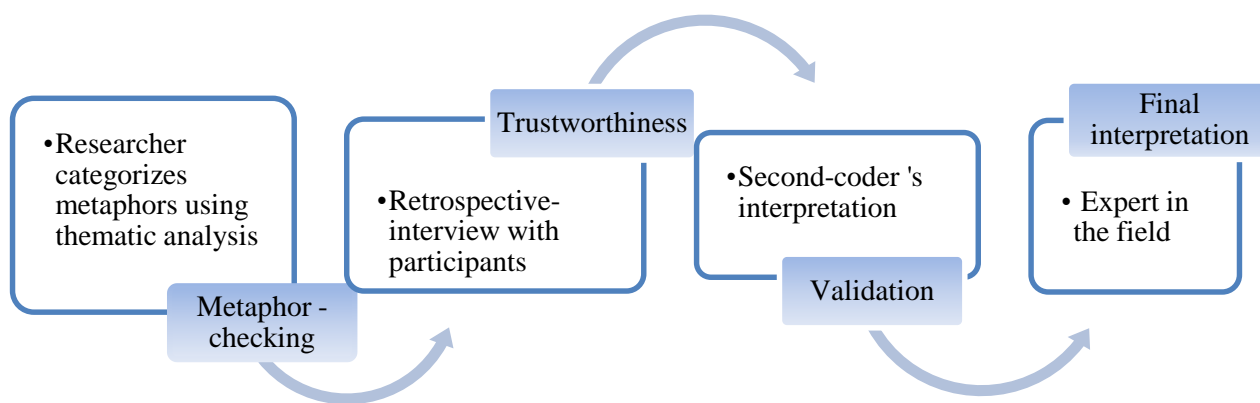 •Researcher
categorizes
metaphors using
thematic analysis
Metaphor -
checking
Trustworthiness
•Retrospective-
interview with
participants
•Second-coder 's
interpretation
Validation
Final
interpretation
• Expert in
the field